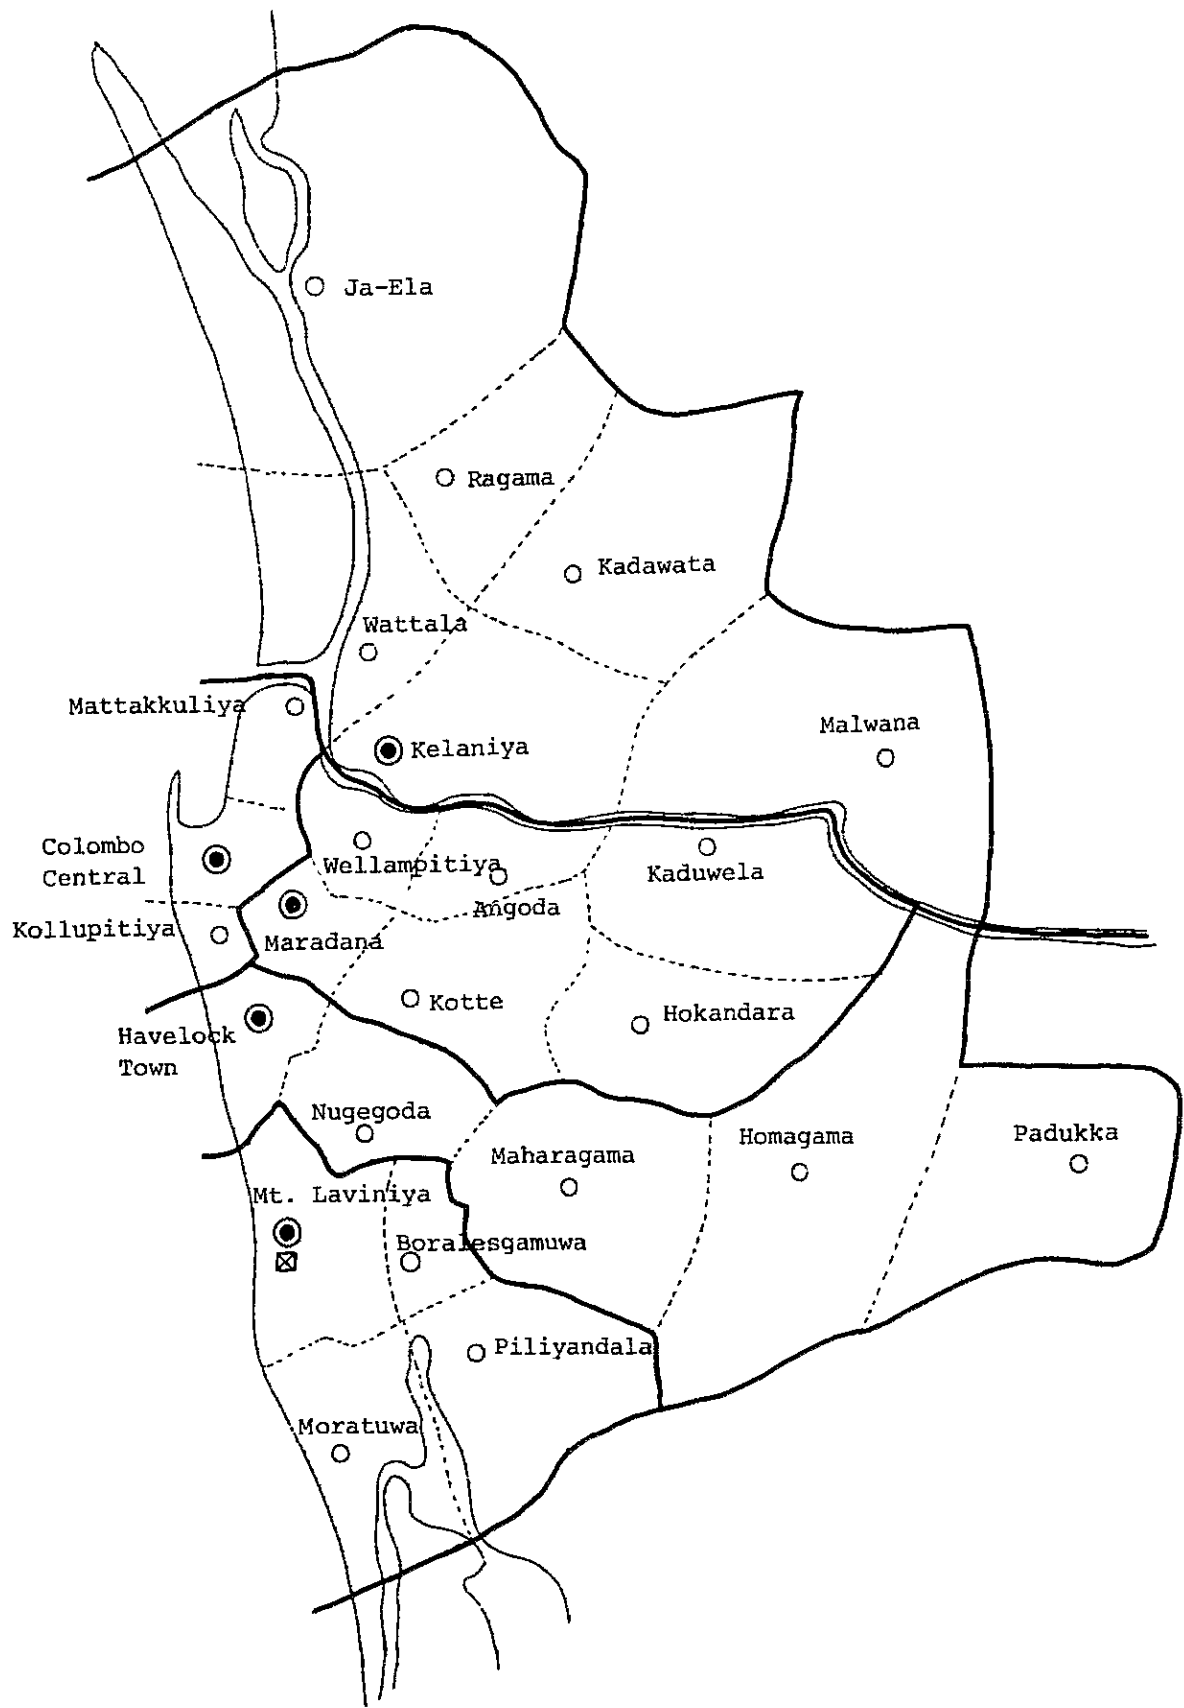 Ja-Ela
Ragama
Kadawata
Wattala
Mattakkuliya
Malwana
Kelaniya
Colombo
Central
Wellampitiya
Kaduwela
Angoda
Kollupitiya
Maradana
Kotte
Hokandara
Havelock
Town
Nugegoda
Homagama
Padukka
Maharagama
Mt. Laviniya
Boralesgamuwa
Piliyandala
Moratuwa